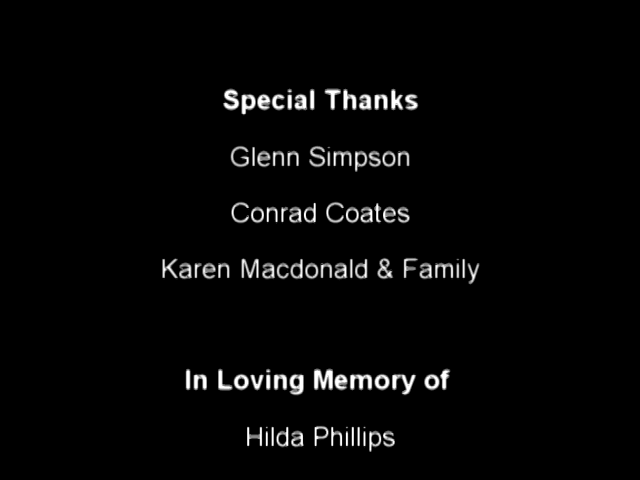 Special Thanks
Glenn Simpson
Conrad Coates
Karen Macdonald & Family
In Loving Memory of
Hilda Phillips